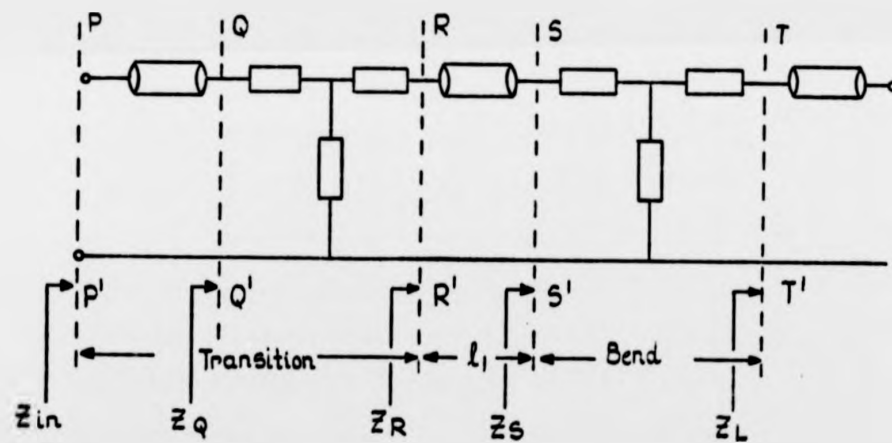 P Q R S T
P' Q' R' S' T'
Transition l₁ Bend
Zin ZQ ZR ZS ZL